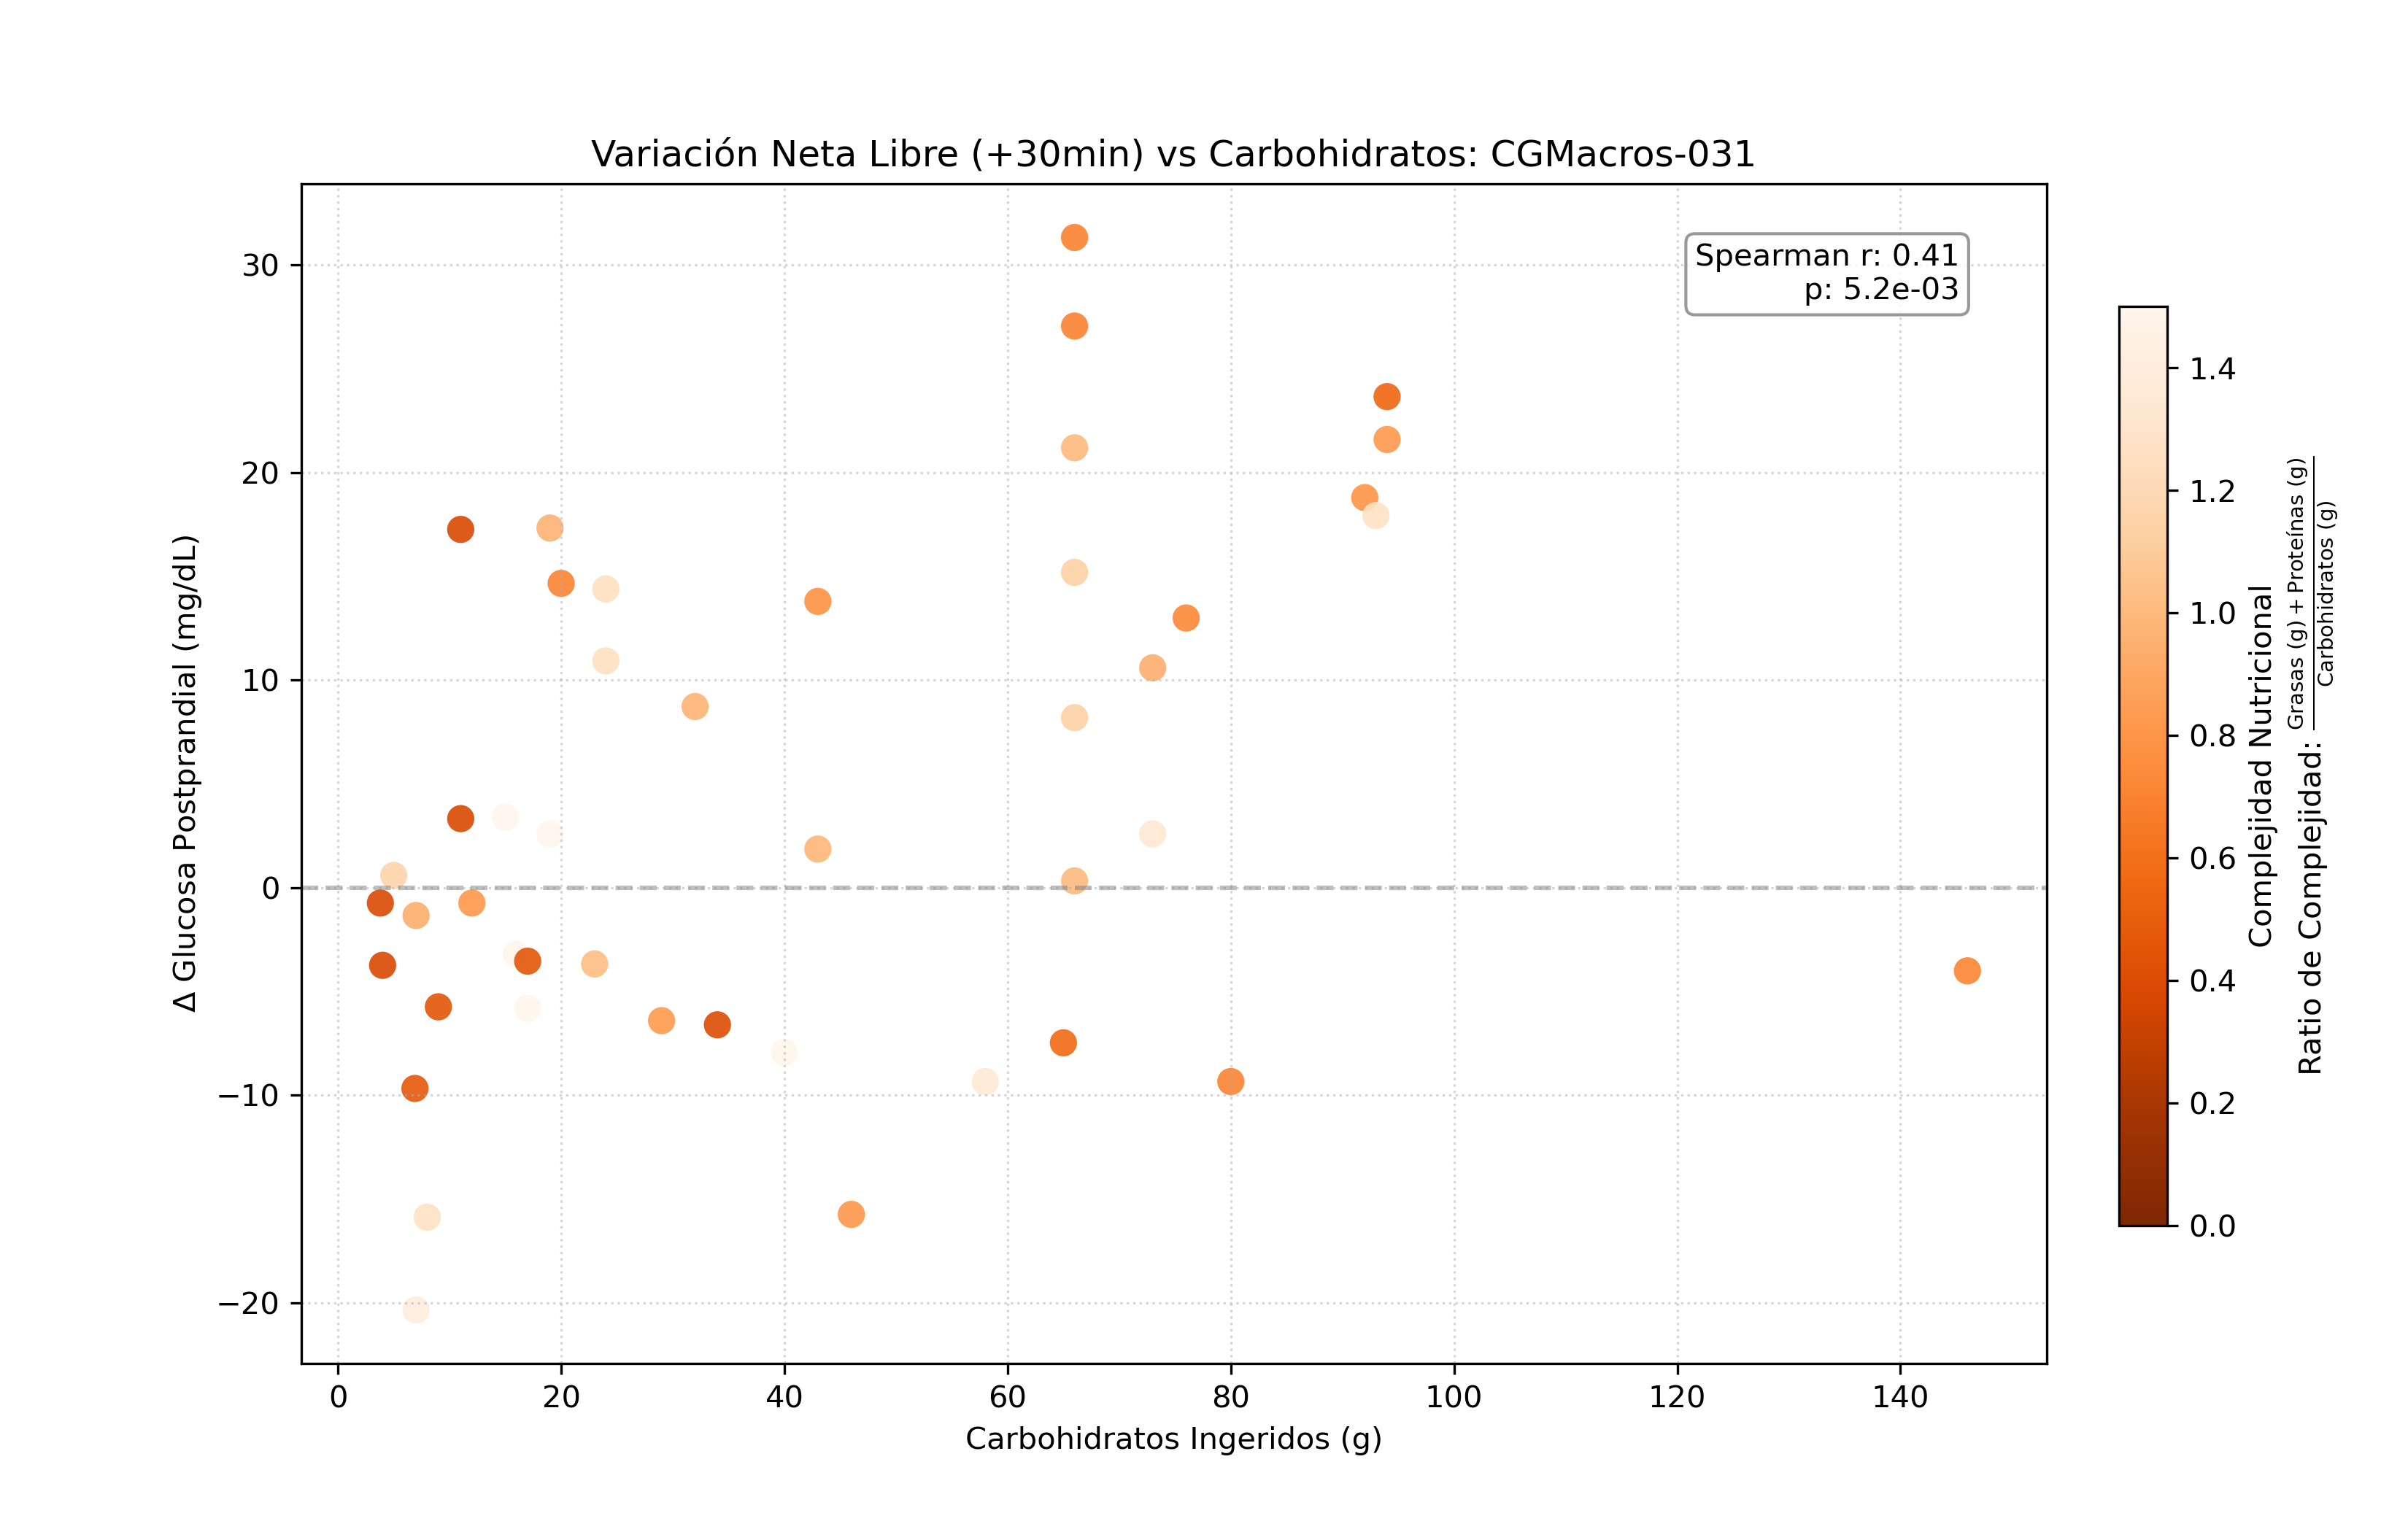 Variación Neta Libre (+30min) vs Carbohidratos: CGMacros-031
Spearman r: 0.41
p: 5.2e-03
Δ Glucosa Postprandial (mg/dL)
30
20
10
0
−10
−20
0
20
40
60
80
100
120
140
Carbohidratos Ingeridos (g)
1.4
1.2
1.0
0.8
0.6
0.4
0.2
0.0
Complejidad Nutricional
Ratio de Complejidad: Grasas (g) + Proteínas (g)
Carbohidratos (g)